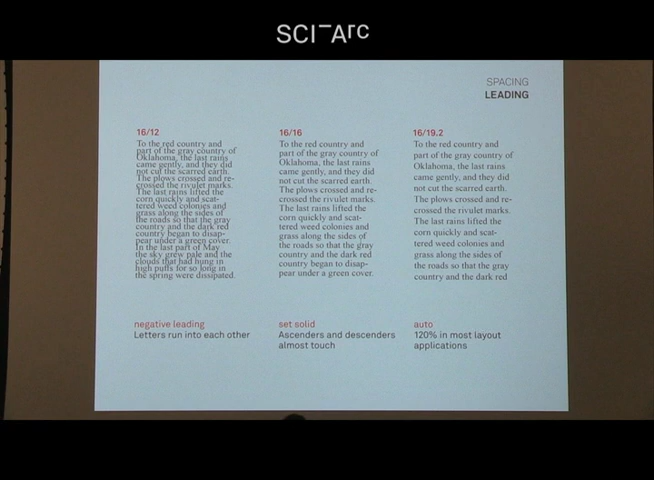 SCI-Arc
SPACING
LEADING
16/12
To the red country and
part of the gray country of
Oklahoma, the last rains
came gently, and they did
not cut the scarred earth.
The plows crossed and re-
crossed the rivulet marks.
The last rains lifted the
corn quickly and scat-
tered weed colonies and
grass along the sides of
the roads so that the gray
country and the dark red
country began to disap-
pear under a green cover.
In the last part of May
the sky grew pale and the
clouds that had hung in
high puffs for so long in
the spring were dissipated.
negative leading
Letters run into each other
16/16
To the red country and
part of the gray country of
Oklahoma, the last rains
came gently, and they did
not cut the scarred earth.
The plows crossed and re-
crossed the rivulet marks.
The last rains lifted the
corn quickly and scat-
tered weed colonies and
grass along the sides of
the roads so that the gray
country and the dark red
country began to disap-
pear under a green cover.
set solid
Ascenders and descenders
almost touch
16/19.2
To the red country and
part of the gray country of
Oklahoma, the last rains
came gently, and they did
not cut the scarred earth.
The plows crossed and re-
crossed the rivulet marks.
The last rains lifted the
corn quickly and scat-
tered weed colonies and
grass along the sides of
the roads so that the gray
country and the dark red
auto
120% in most layout
applications